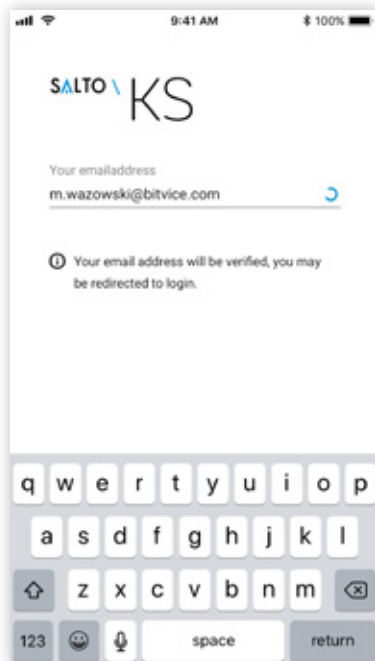 9:41 AM
100%
SALTO \ KS
Your emailaddress
m.wazowski@bitvice.com
Your email address will be verified, you may
be redirected to login.
q w e r t y u i o p
a s d f g h j k l
z x c v b n m
123 space return